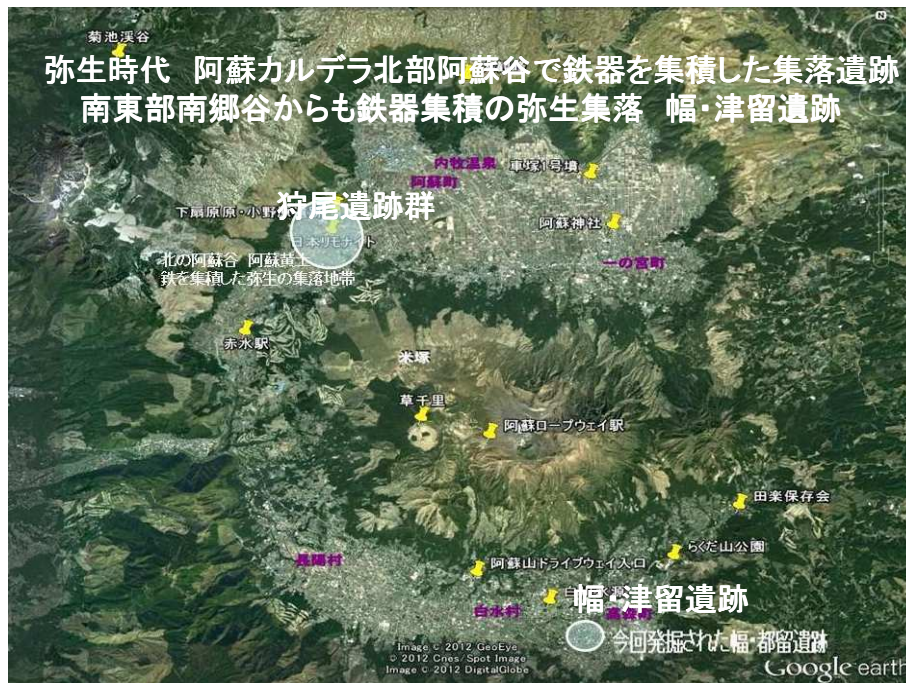 菊池渓谷
弥生時代　阿蘇カルデラ北部阿蘇谷で鉄器を集積した集落遺跡
南東部南郷谷からも鉄器集積の弥生集落　幅・津留遺跡
内牧温泉
車塚1号墳
阿蘇町
下扇原・小野
狩尾遺跡群
阿蘇神社
日本リモナイト
北の阿蘇谷　阿蘇黄土
鉄を集積した弥生の集落地帯
一の宮町
赤水駅
米塚
草千里
阿蘇ロープウェイ駅
田楽保存会
らくだ山公園
長陽村
阿蘇山ドライブウェイ入口
白水村
幅・津留遺跡
高森町
今回発掘された幅・都留遺跡
Image © 2012 GeoEye
© 2012 Cnes/Spot Image
Image © 2012 DigitalGlobe
Google earth
N